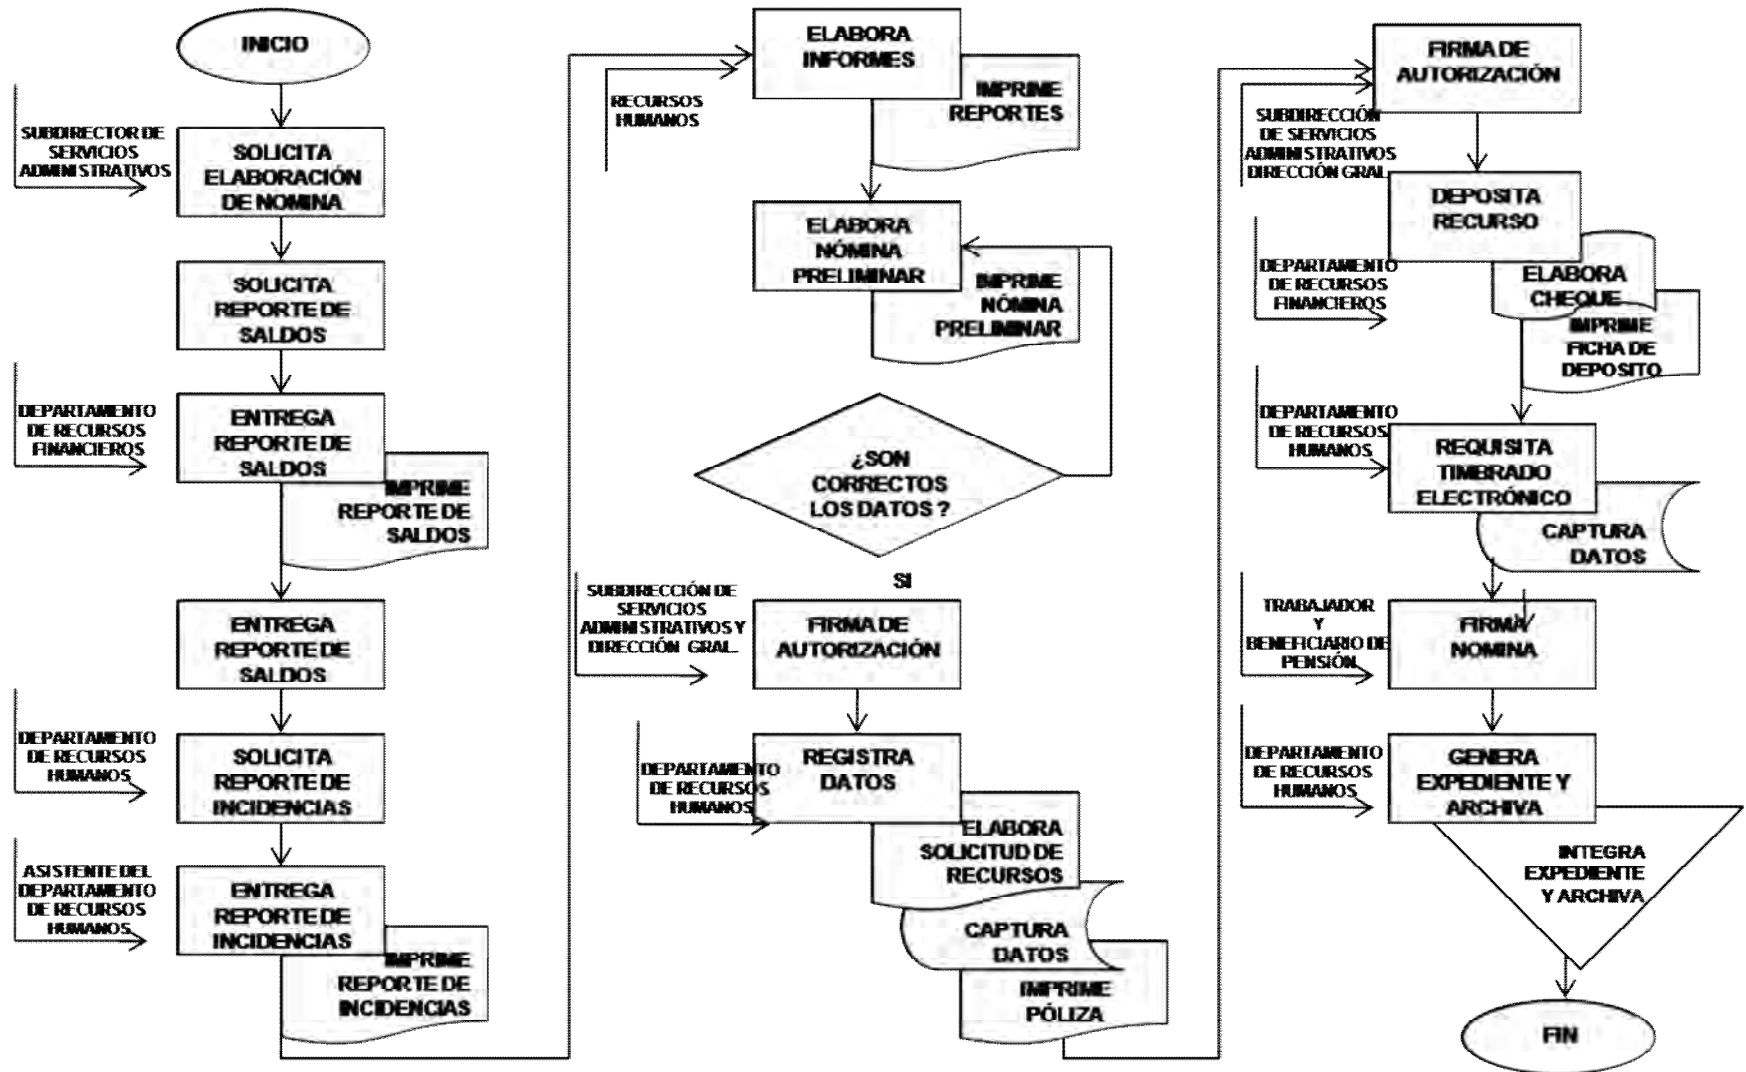 INICIO
SUBDIRECTOR DE
SERVICIOS
ADMINISTRATIVOS
SOLICITA
ELABORACIÓN
DE NOMINA
SOLICITA
REPORTE DE
SALDOS
DEPARTAMENTO
DE RECURSOS
FINANCIEROS
ENTREGA
REPORTE DE
SALDOS
IMPRIME
REPORTE DE
SALDOS
ENTREGA
REPORTE DE
SALDOS
DEPARTAMENTO
DE RECURSOS
HUMANOS
SOLICITA
REPORTE DE
INCIDENCIAS
ASISTENTE DEL
DEPARTAMENTO
DE RECURSOS
HUMANOS
ENTREGA
REPORTE DE
INCIDENCIAS
IMPRIME
REPORTE DE
INCIDENCIAS
ELABORA
INFORMES
RECURSOS
HUMANOS
IMPRIME
REPORTES
ELABORA
NÓMINA
PRELIMINAR
IMPRIME
NÓMINA
PRELIMINAR
¿SON
CORRECTOS
LOS DATOS ?
SI
SUBDIRECCIÓN DE
SERVICIOS
ADMINISTRATIVOS Y
DIRECCIÓN GRAL.
FIRMA DE
AUTORIZACIÓN
DEPARTAMENTO
DE RECURSOS
HUMANOS
REGISTRA
DATOS
ELABORA
SOLICITUD DE
RECURSOS
CAPTURA
DATOS
IMPRIME
PÓLIZA
FIRMA DE
AUTORIZACIÓN
SUBDIRECCIÓN
DE SERVICIOS
ADMINISTRATIVOS
DIRECCIÓN GRAL
DEPOSITA
RECURSO
DEPARTAMENTO
DE RECURSOS
FINANCIEROS
ELABORA
CHEQUE
IMPRIME
FICHA DE
DEPOSITO
DEPARTAMENTO
DE RECURSOS
HUMANOS
REQUISITA
TIMBRADO
ELECTRÓNICO
CAPTURA
DATOS
TRABAJADOR
Y
BENEFICIARIO DE
PENSIÓN
FIRMA
NOMINA
DEPARTAMENTO
DE RECURSOS
HUMANOS
GENERA
EXPEDIENTE Y
ARCHIVA
INTEGRA
EXPEDIENTE
Y ARCHIVA
FIN